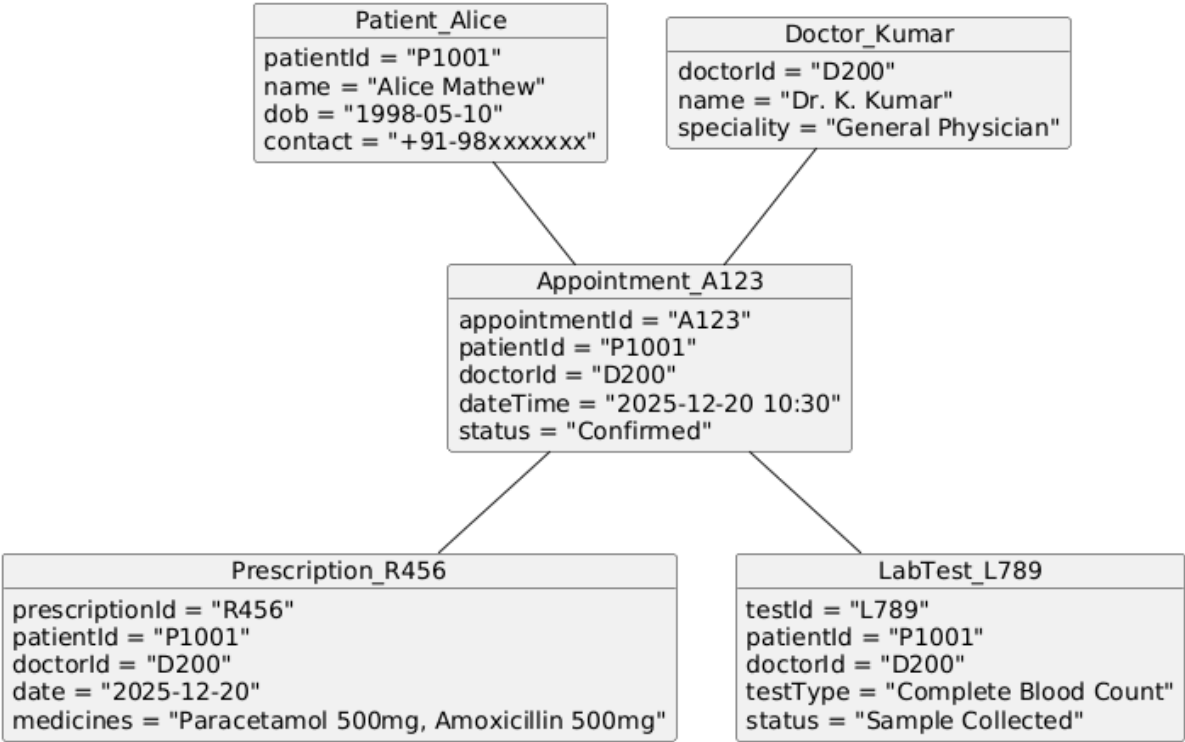 Patient_Alice
patientId = "P1001"
name = "Alice Mathew"
dob = "1998-05-10"
contact = "+91-98xxxxxxx"
Doctor_Kumar
doctorId = "D200"
name = "Dr. K. Kumar"
speciality = "General Physician"
Appointment_A123
appointmentId = "A123"
patientId = "P1001"
doctorId = "D200"
dateTime = "2025-12-20 10:30"
status = "Confirmed"
Prescription_R456
prescriptionId = "R456"
patientId = "P1001"
doctorId = "D200"
date = "2025-12-20"
medicines = "Paracetamol 500mg, Amoxicillin 500mg"
LabTest_L789
testId = "L789"
patientId = "P1001"
doctorId = "D200"
testType = "Complete Blood Count"
status = "Sample Collected"